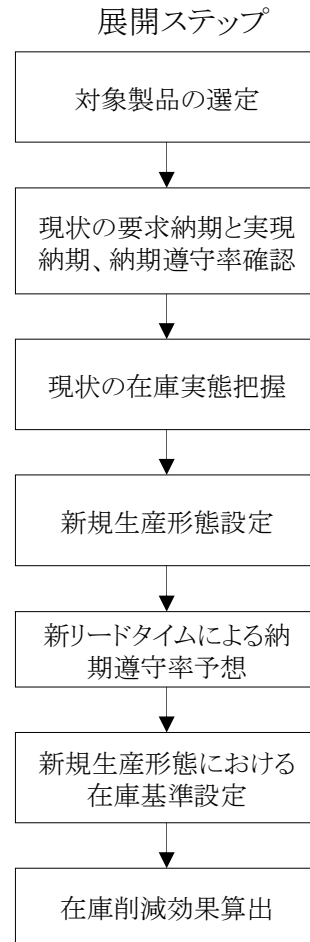 展開ステップ
対象製品の選定
現状の要求納期と実現
納期、納期遵守率確認
現状の在庫実態把握
新規生産形態設定
新リードタイムによる納
期遵守率予想
新規生産形態における
在庫基準設定
在庫削減効果算出